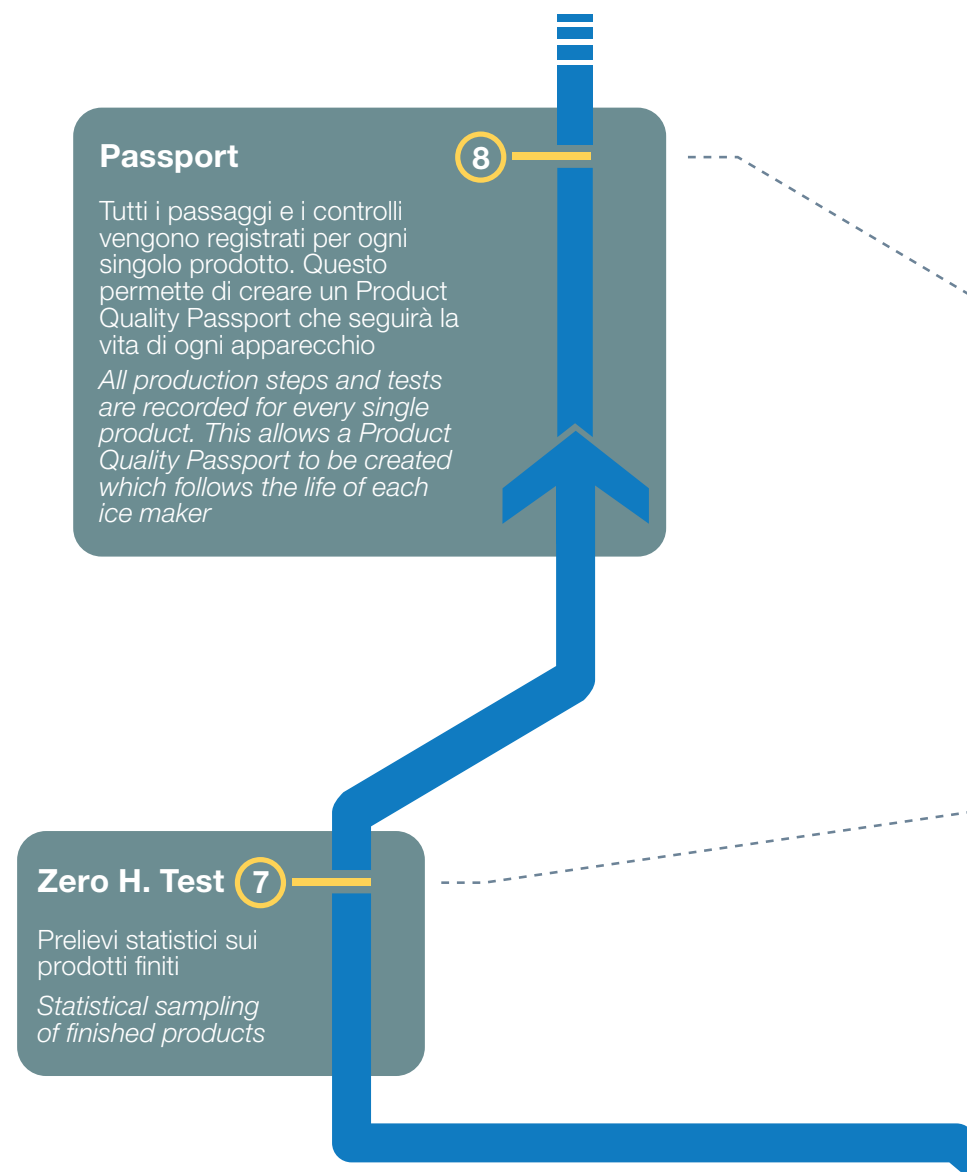 Passport
8
Tutti i passaggi e i controlli
vengono registrati per ogni
singolo prodotto. Questo
permette di creare un Product
Quality Passport che seguirà la
vita di ogni apparecchio
All production steps and tests
are recorded for every single
product. This allows a Product
Quality Passport to be created
which follows the life of each
ice maker
Zero H. Test 7
Prelievi statistici sui
prodotti finiti
Statistical sampling
of finished products